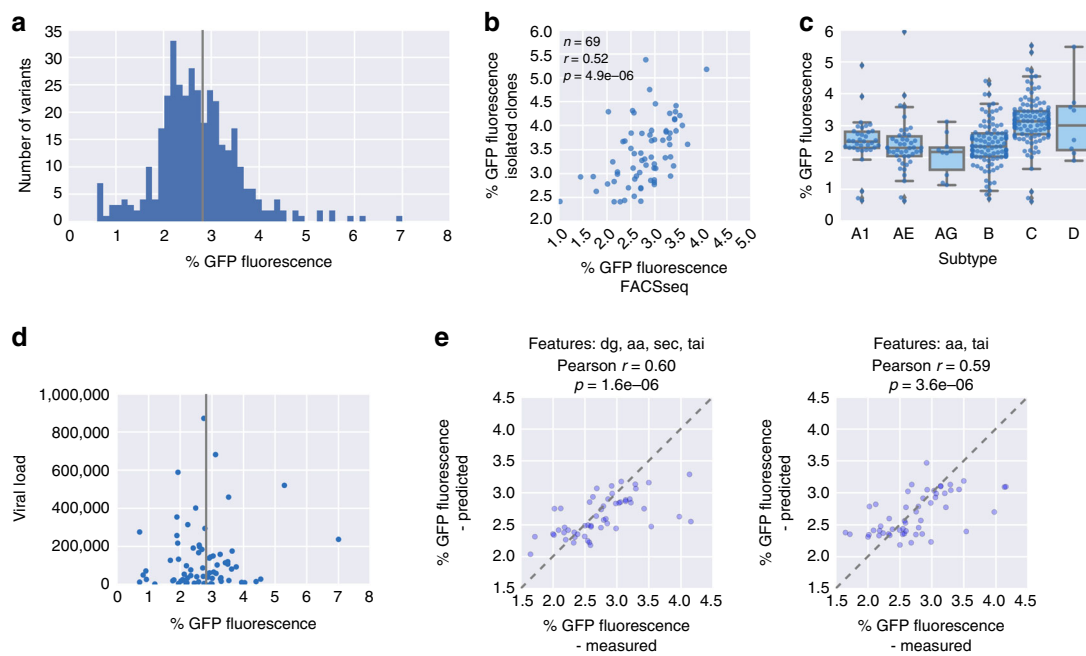 a
35
30
25
20
15
10
5
0
Number of variants
0 1 2 3 4 5 6 7 8
% GFP fluorescence
b
n = 69
r = 0.52
p = 4.9e–06
6.0
5.5
5.0
4.5
4.0
3.5
3.0
2.5
2.0
% GFP fluorescence
isolated clones
1.0 1.5 2.0 2.5 3.0 3.5 4.0 4.5 5.0
% GFP fluorescence
FACSseq
c
6
5
4
3
2
1
0
% GFP fluorescence
A1 AE AG B C D
Subtype
d
1,000,000
800,000
600,000
400,000
200,000
0
Viral load
0 1 2 3 4 5 6 7 8
% GFP fluorescence
e
Features: dg, aa, sec, tai
Pearson r = 0.60
p = 1.6e–06
4.5
4.0
3.5
3.0
2.5
2.0
1.5
% GFP fluorescence
- predicted
1.5 2.0 2.5 3.0 3.5 4.0 4.5
% GFP fluorescence
- measured
Features: aa, tai
Pearson r = 0.59
p = 3.6e–06
4.5
4.0
3.5
3.0
2.5
2.0
1.5
% GFP fluorescence
- predicted
1.5 2.0 2.5 3.0 3.5 4.0 4.5
% GFP fluorescence
- measured